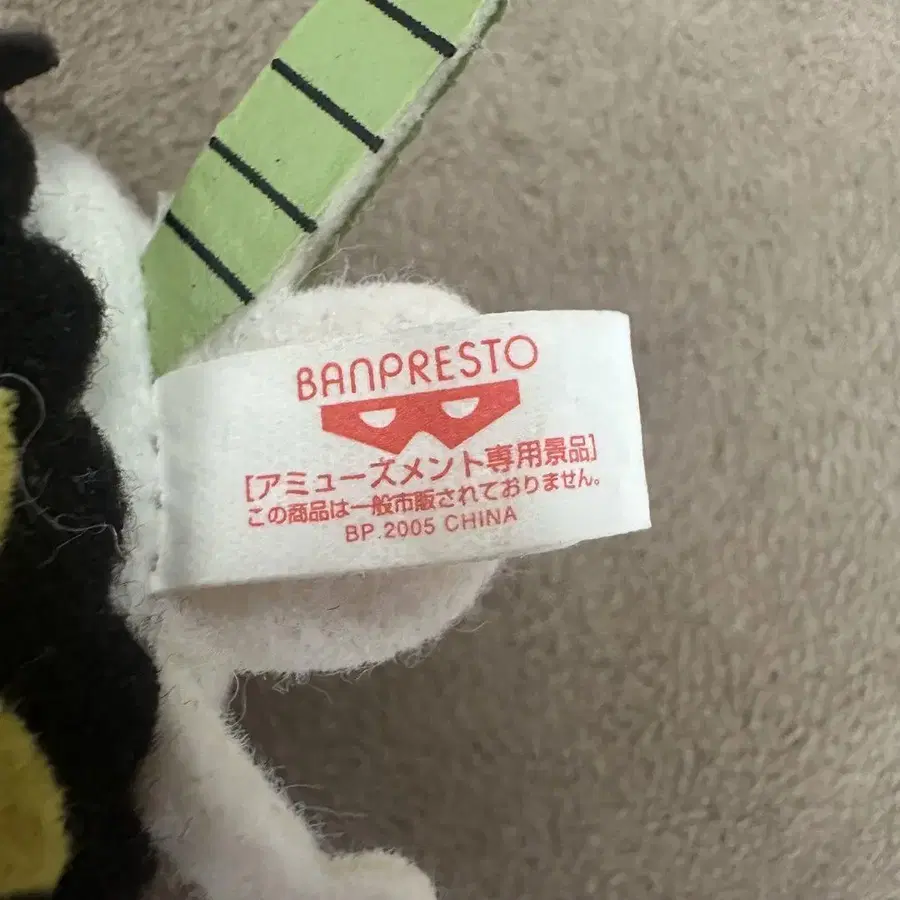 BANPRESTO
[アミューズメント専用景品]
この商品は一般市販されておりません。
BP.2005 CHINA